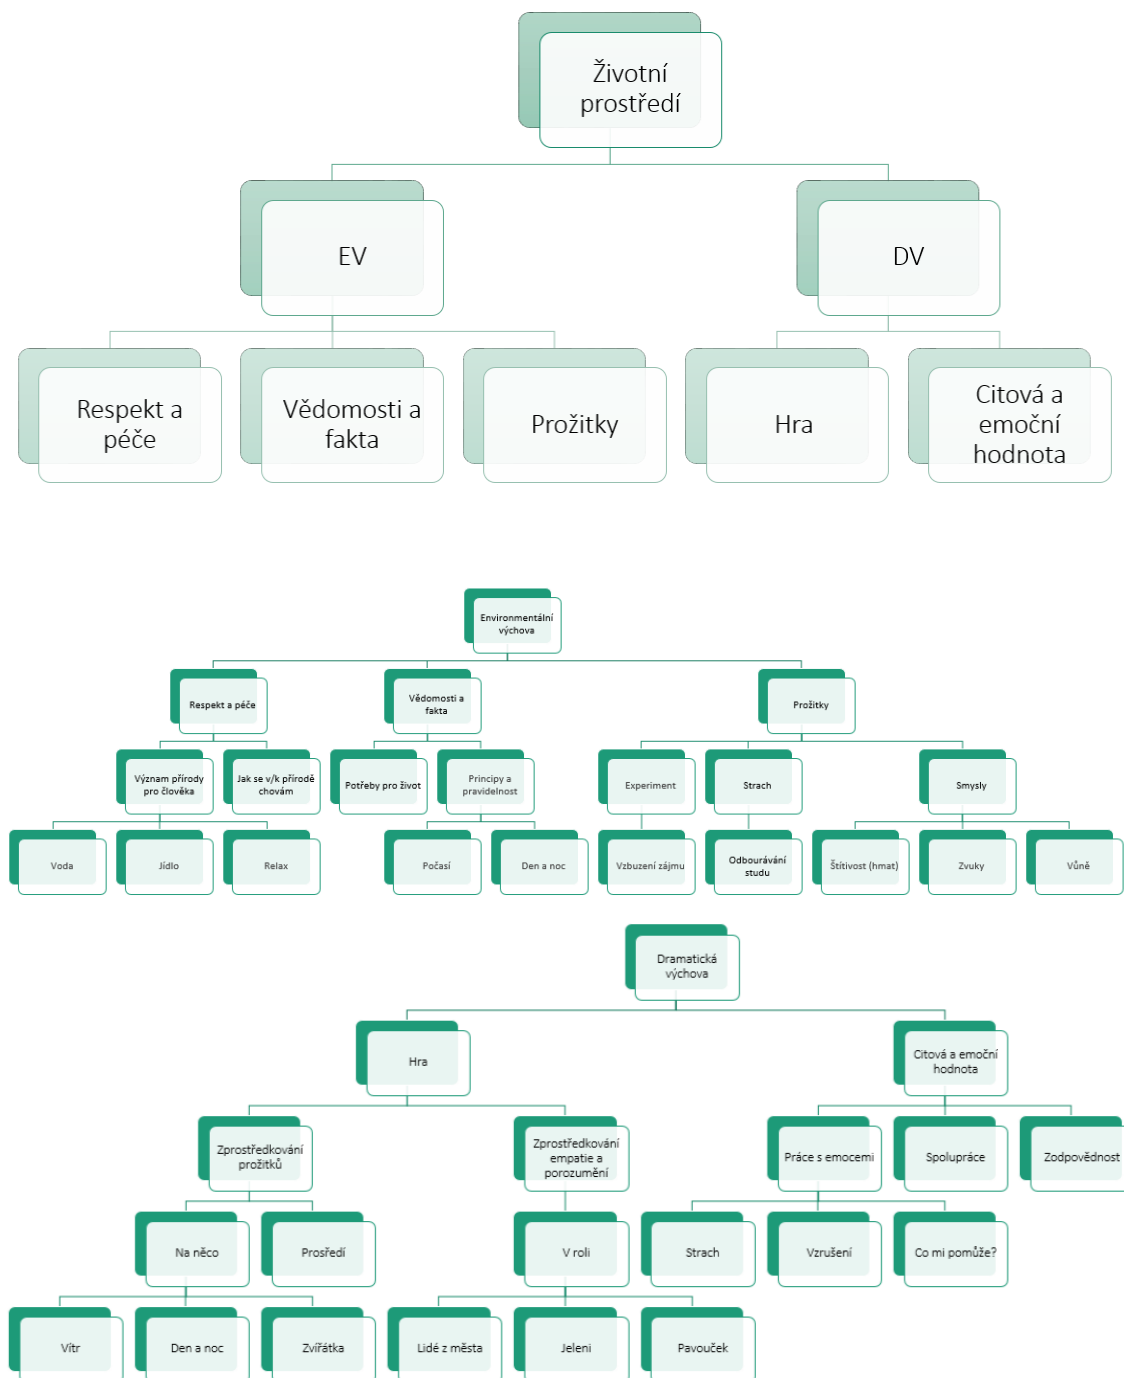 Životní
prostředí
EV
DV
Respekt a
péče
Vědomosti a
fakta
Prožitky
Hra
Citová a
emoční
hodnota
Environmentální
výchova
Respekt a péče
Vědomosti a
fakta
Prožitky
Význam přírody
pro člověka
Jak se v/k přírodě
chovám
Potřeby pro život
Principy a
pravidelnost
Experiment
Strach
Smysly
Voda
Jídlo
Relax
Počasí
Den a noc
Vzbuzení zájmu
Odbourávání
studu
Štítivost (hmat)
Zvuky
Vůně
Dramatická
výchova
Hra
Citová a emoční
hodnota
Zprostředkování
prožitků
Zprostředkování
empatie a
porozumění
Práce s emocemi
Spolupráce
Zodpovědnost
Na něco
Prosředí
V roli
Strach
Vzrušení
Co mi pomůže?
Vítr
Den a noc
Zvířátka
Lidé z města
Jeleni
Pavouček